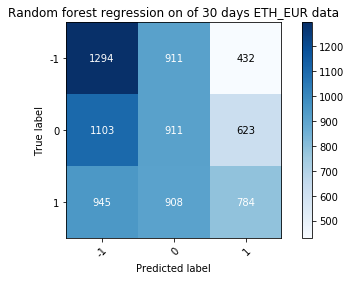 Random forest regression on of 30 days ETH_EUR data
-1 1294 911 432
0 1103 911 623
1 945 908 784
-1 0 1
True label
Predicted label
1200
1100
1000
900
800
700
600
500